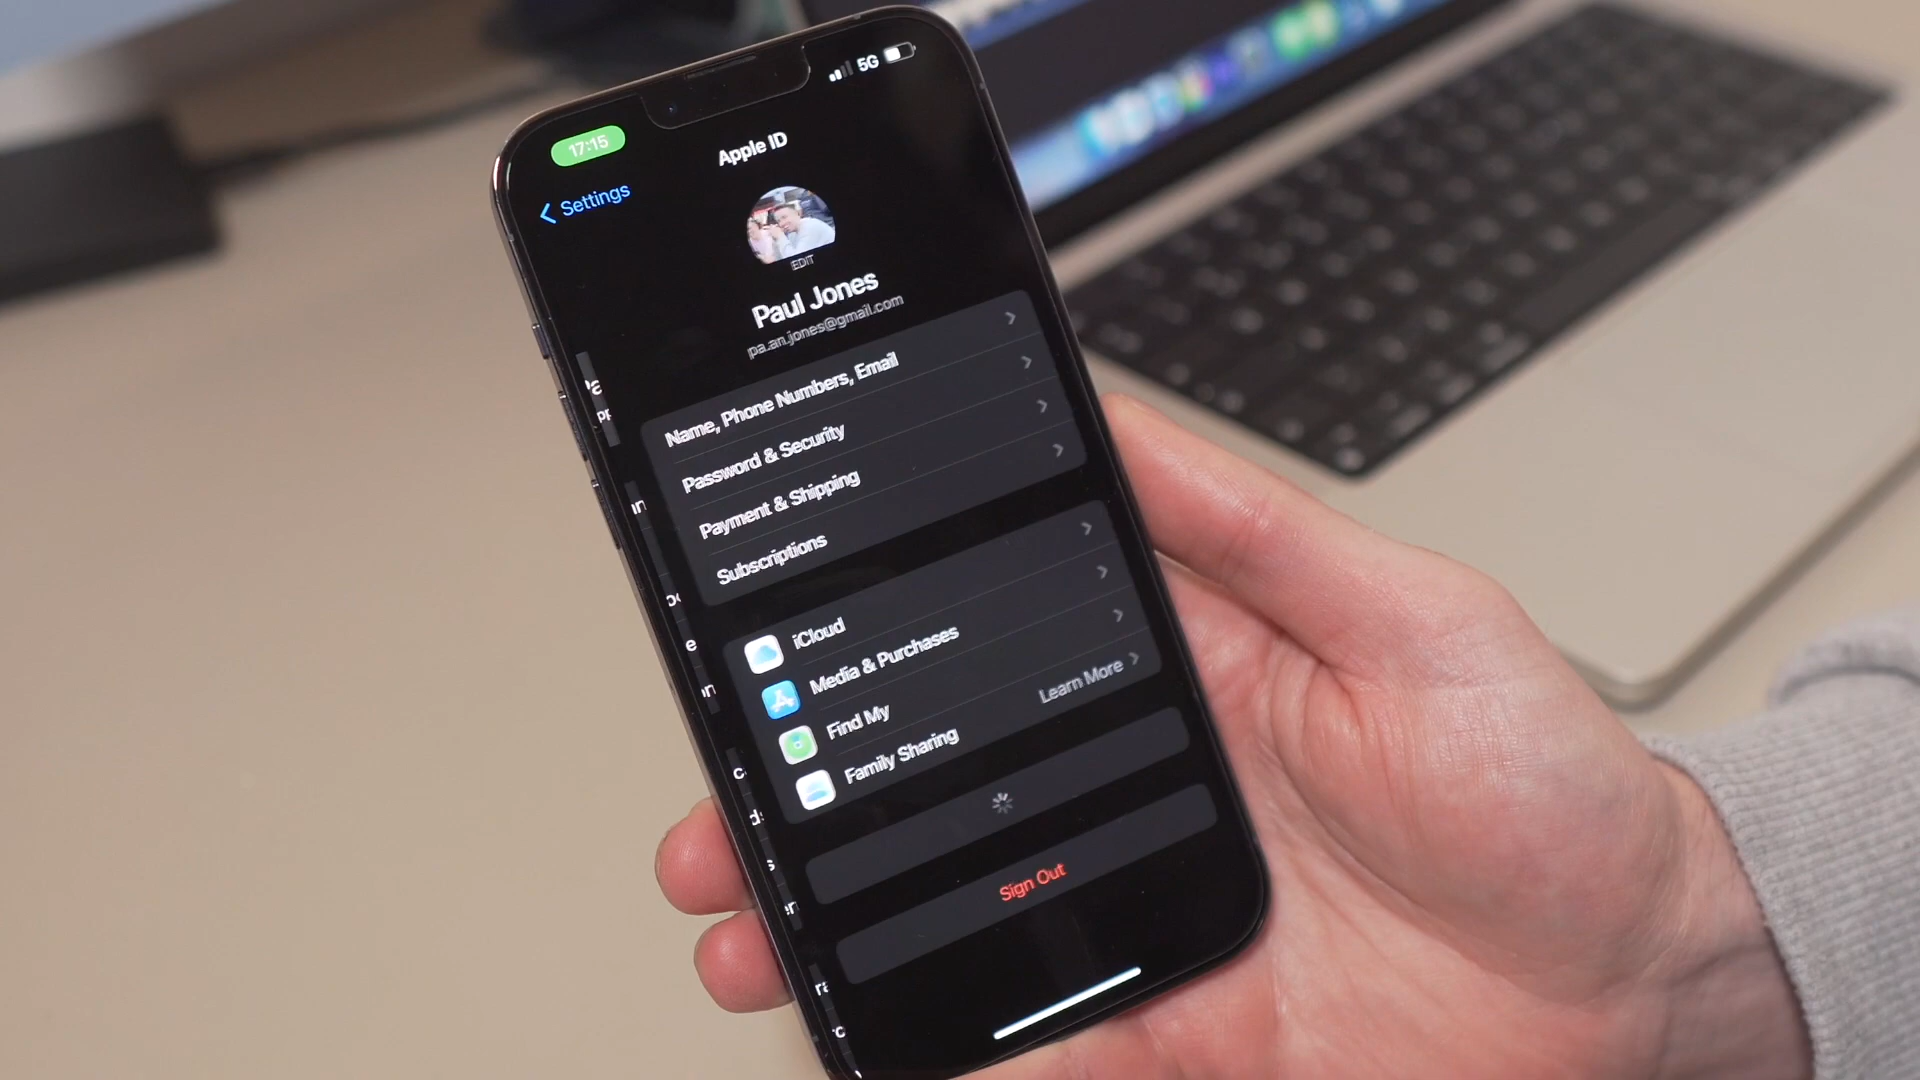 17:15
5G
Settings
Apple ID
EDIT
Paul Jones
pa.an.jones@gmail.com
Name, Phone Numbers, Email
Password & Security
Payment & Shipping
Subscriptions
iCloud
Media & Purchases
Find My
Family Sharing
Learn More
Sign Out